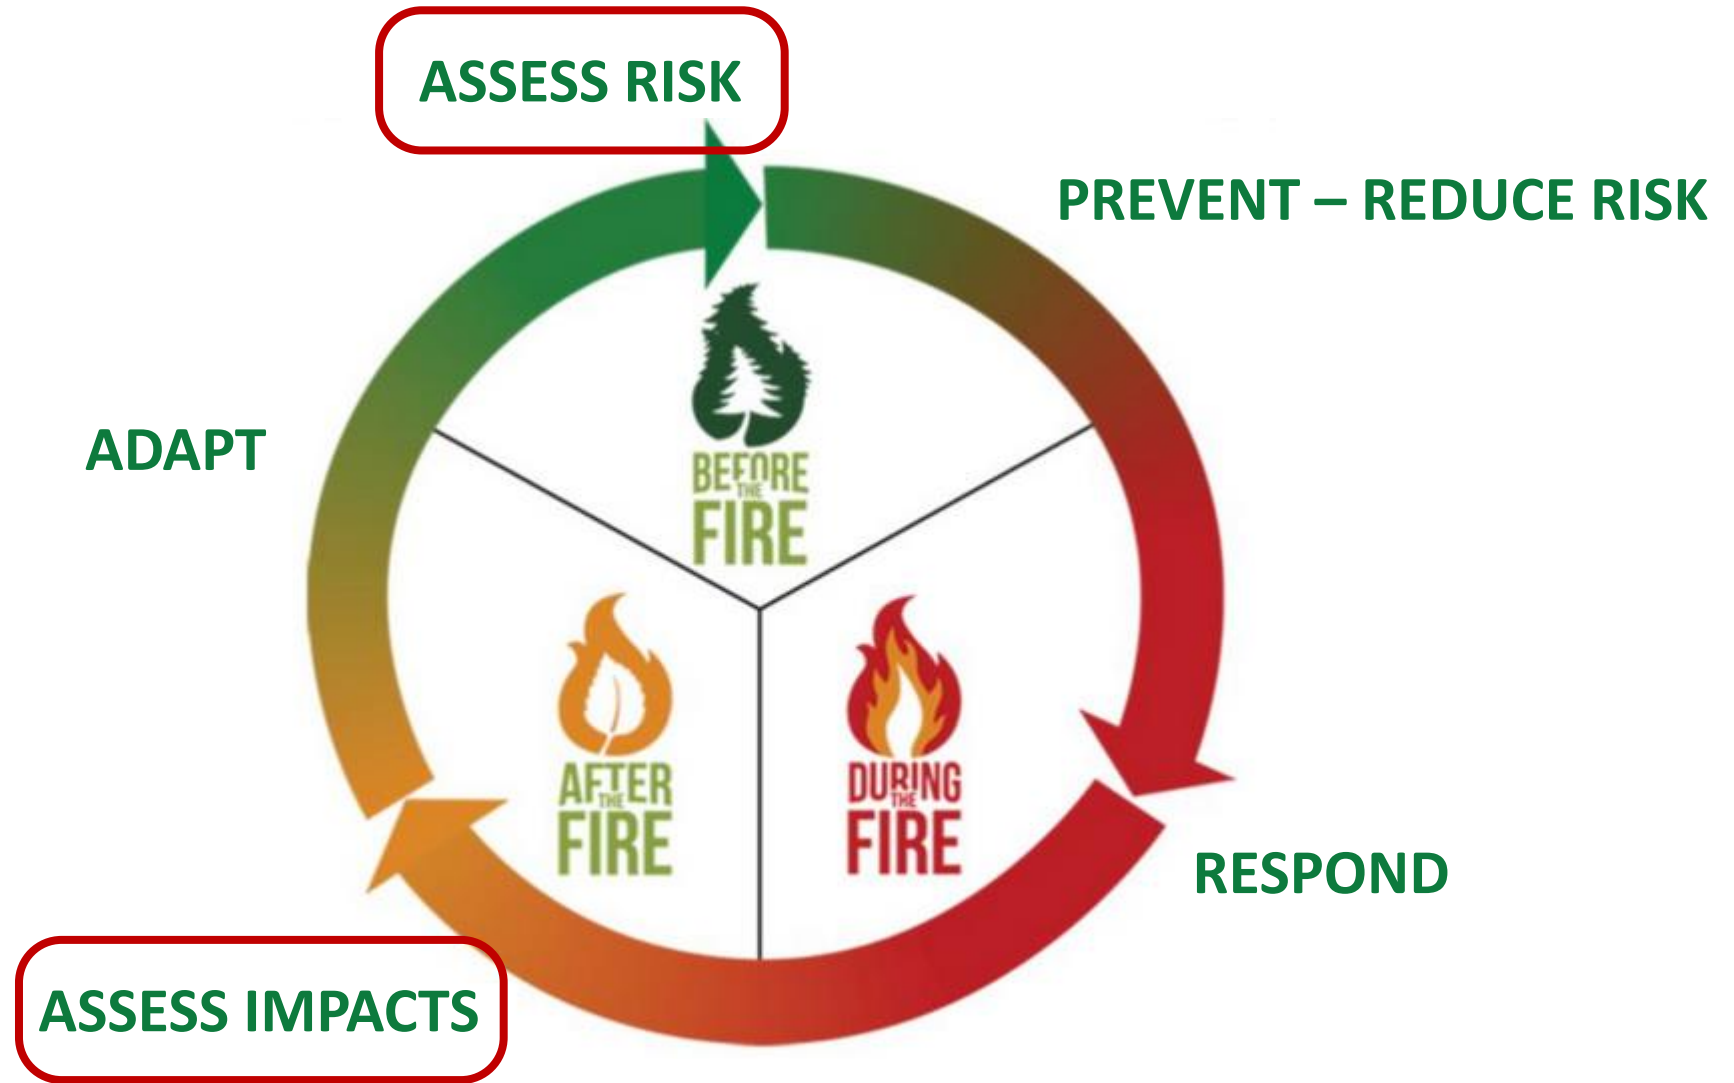 ASSESS RISK
PREVENT – REDUCE RISK
ADAPT
BEFORE
THE
FIRE
AFTER
THE
FIRE
DURING
THE
FIRE
RESPOND
ASSESS IMPACTS